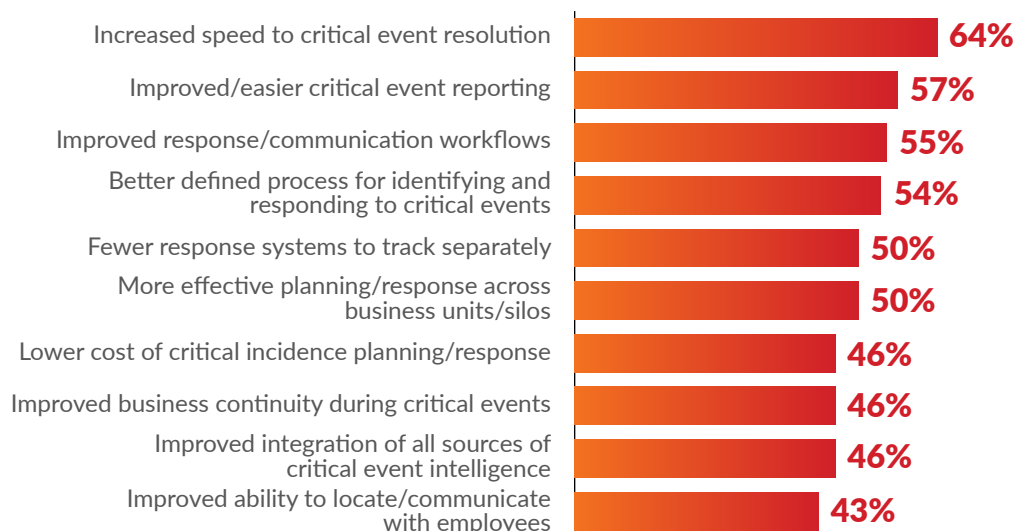 Increased speed to critical event resolution 64%
Improved/easier critical event reporting 57%
Improved response/communication workflows 55%
Better defined process for identifying and
responding to critical events 54%
Fewer response systems to track separately 50%
More effective planning/response across
business units/silos 50%
Lower cost of critical incidence planning/response 46%
Improved business continuity during critical events 46%
Improved integration of all sources of
critical event intelligence 46%
Improved ability to locate/communicate
with employees 43%